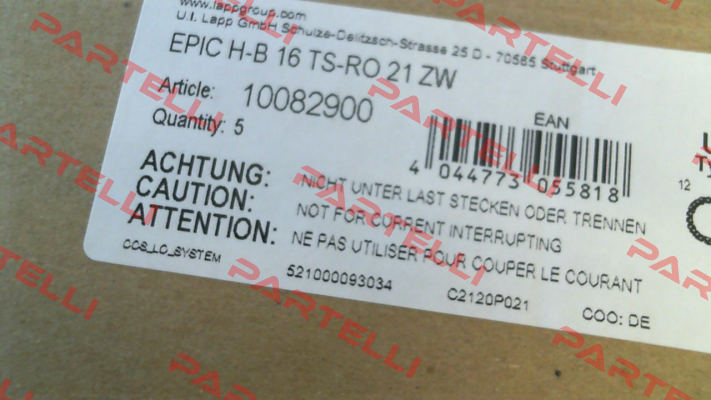 www.lappgroup.com
U.I. Lapp GmbH Schulze-Delitzsch-Strasse 25 D - 70565 Stuttgart
EPIC H-B 16 TS-RO 21 ZW
Article: 10082900
Quantity: 5
EAN
4 044773 055818
12
ACHTUNG: NICHT UNTER LAST STECKEN ODER TRENNEN
CAUTION: NOT FOR CURRENT INTERRUPTING
ATTENTION: NE PAS UTILISER POUR COUPER LE COURANT
CCS_LC_SYSTEM
521000093034
C2120P021
COO: DE
PARTELLI
PARTELLI
PARTELLI
PARTELLI
PARTELLI
PARTELLI
PARTELLI
PARTELLI